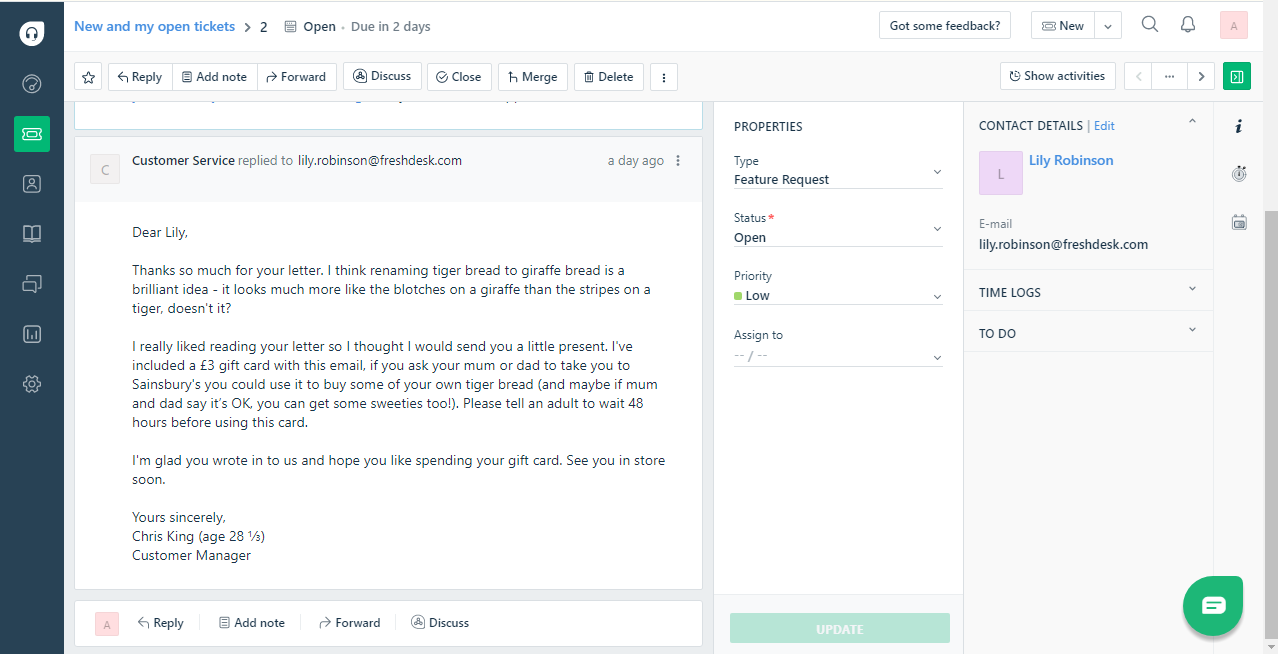 New and my open tickets > 2 Open · Due in 2 days
Got some feedback?
New
A
Reply
Add note
Forward
Discuss
Close
Merge
Delete
Show activities
Customer Service replied to lily.robinson@freshdesk.com
a day ago
C
Dear Lily,
Thanks so much for your letter. I think renaming tiger bread to giraffe bread is a
brilliant idea - it looks much more like the blotches on a giraffe than the stripes on a
tiger, doesn't it?
I really liked reading your letter so I thought I would send you a little present. I've
included a £3 gift card with this email, if you ask your mum or dad to take you to
Sainsbury's you could use it to buy some of your own tiger bread (and maybe if mum
and dad say it's OK, you can get some sweeties too!). Please tell an adult to wait 48
hours before using this card.
I'm glad you wrote in to us and hope you like spending your gift card. See you in store
soon.
Yours sincerely,
Chris King (age 28 ⅓)
Customer Manager
A
Reply
Add note
Forward
Discuss
PROPERTIES
Type
Feature Request
Status*
Open
Priority
Low
Assign to
-- / --
UPDATE
CONTACT DETAILS | Edit
L
Lily Robinson
E-mail
lily.robinson@freshdesk.com
TIME LOGS
TO DO